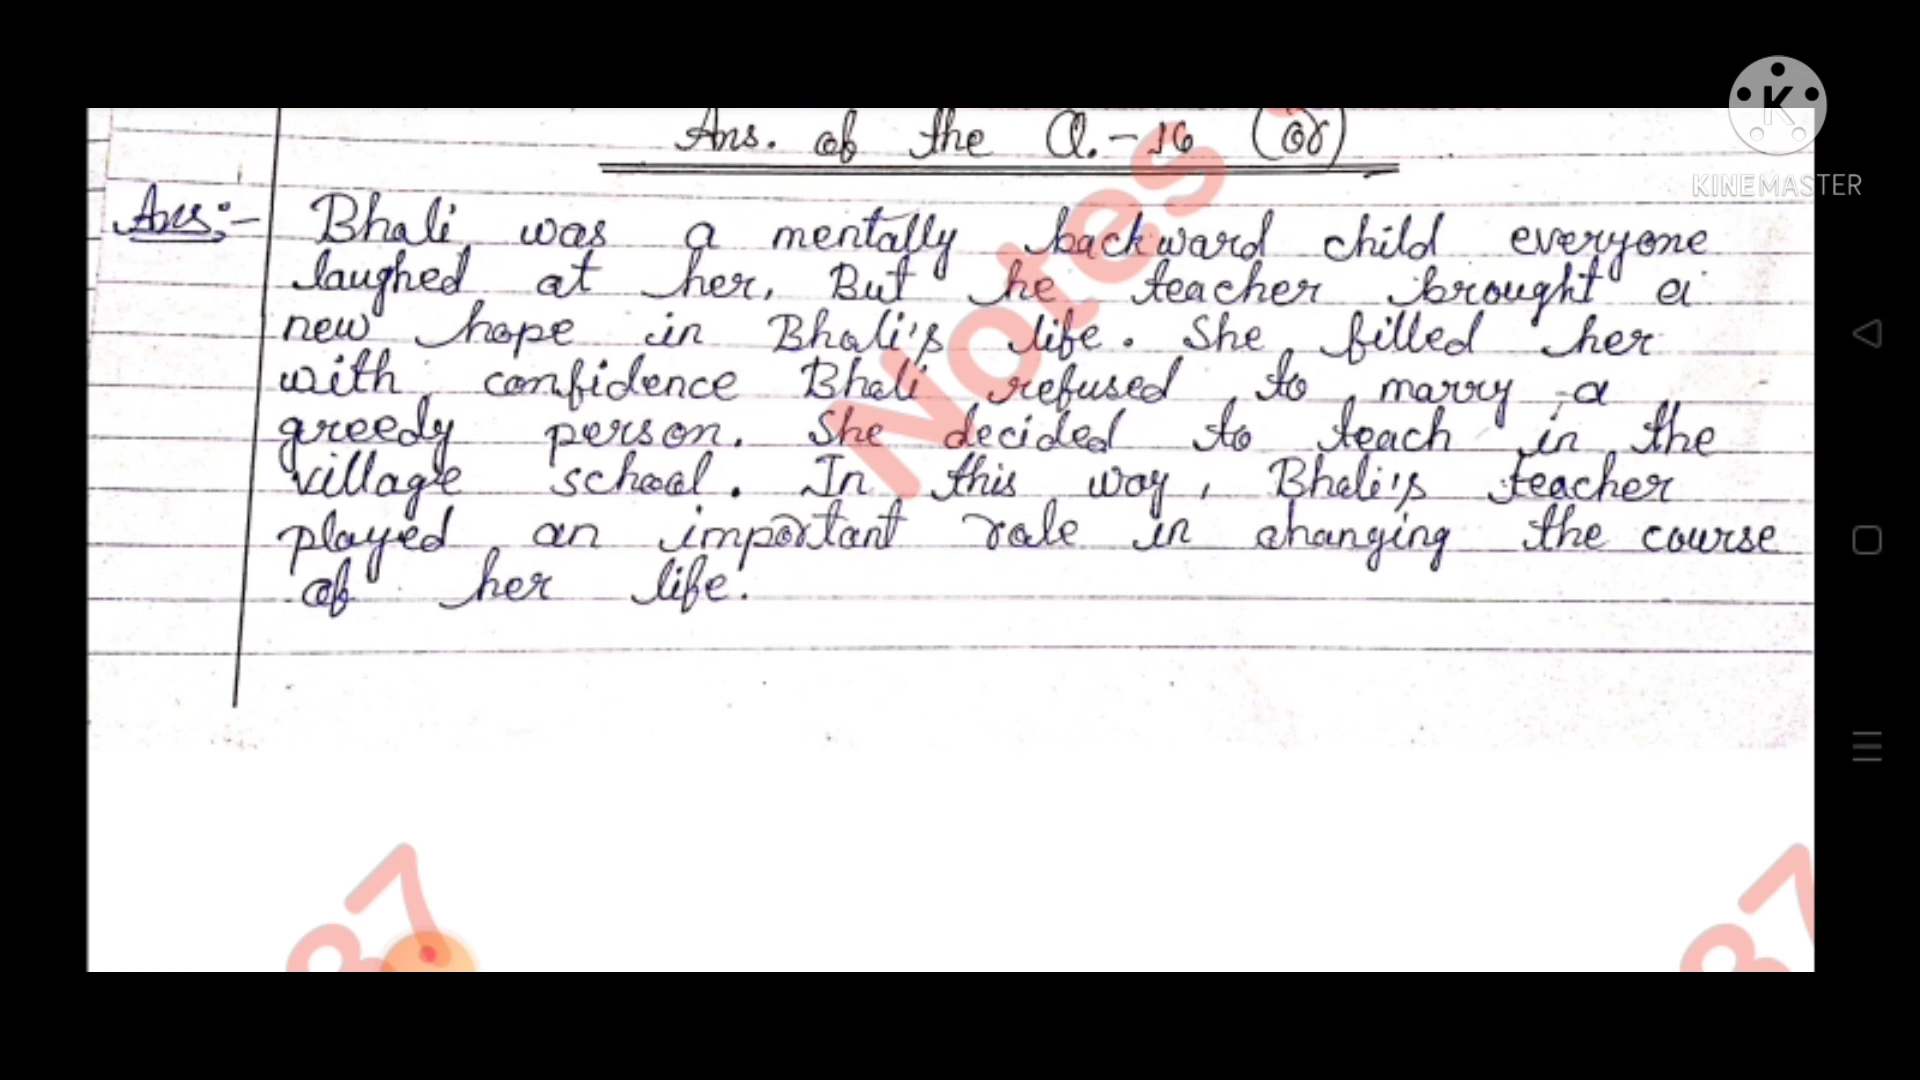 Ans. of the Q.-16 (or)
KINEMASTER
Ans:- Bholi was a mentally backward child everyone
laughed at her, But he teacher brought a
new hope in Bholi's life. She filled her
with confidence Bholi refused to marry a
greedy person. She decided to teach in the
village school. In this way, Bholi's teacher
played an important role in changing the course
of her life.
Notes
37
37